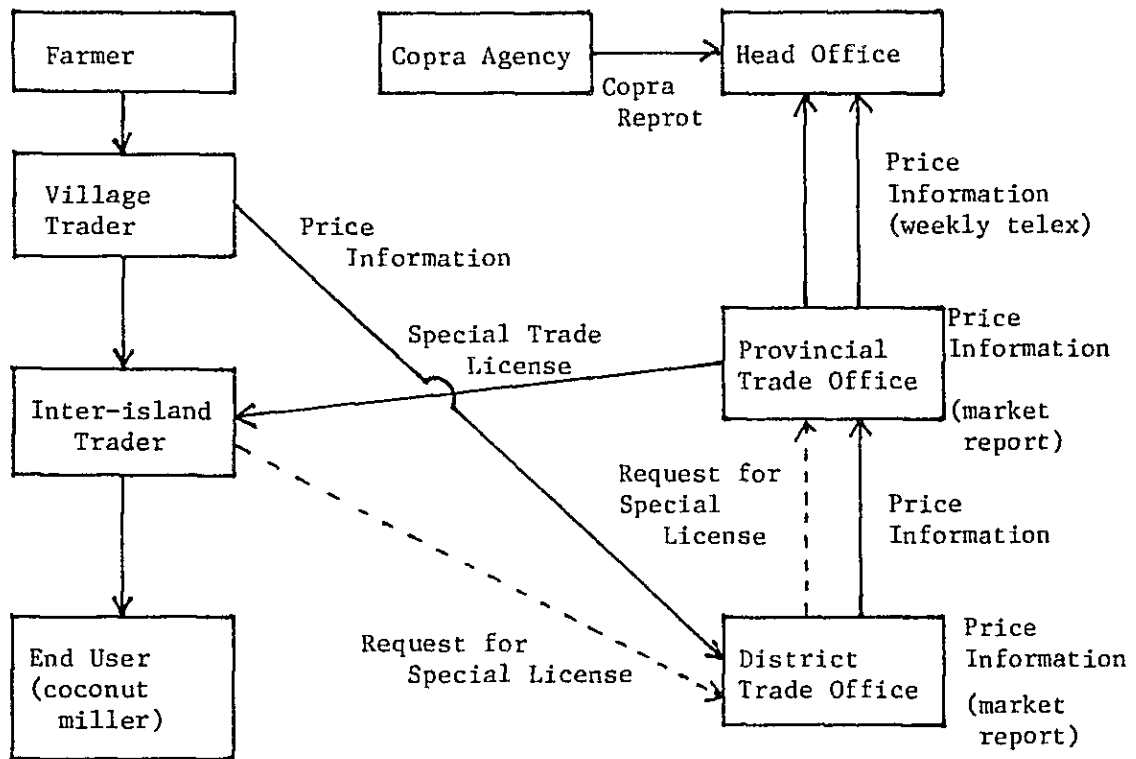 Farmer
Copra Agency
Head Office
Copra
Reprot
Village
Trader
Price
Information
Price
Information
(weekly telex)
Special Trade
License
Provincial
Trade Office
Price
Information
(market
report)
Inter-island
Trader
Request for
Special
License
Price
Information
End User
(coconut
miller)
Request for
Special License
District
Trade Office
Price
Information
(market
report)